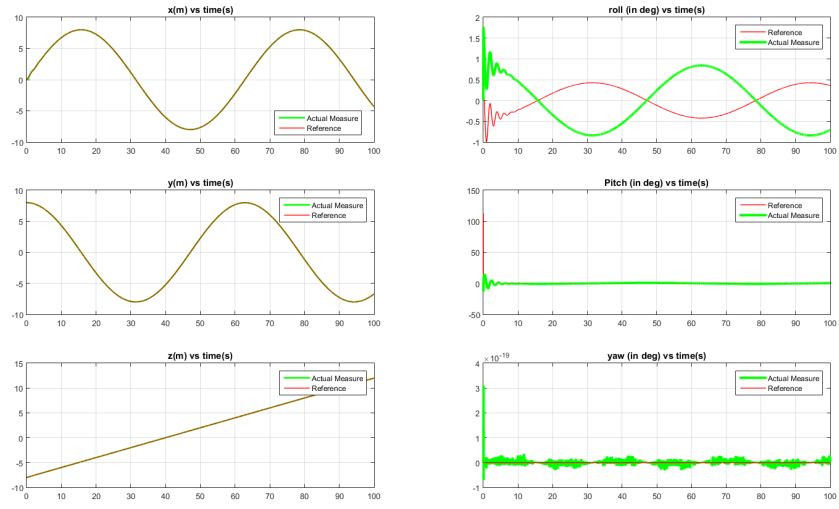 x(m) vs time(s)
10
5
0
-5
-10
0 10 20 30 40 50 60 70 80 90 100
Actual Measure
Reference
roll (in deg) vs time(s)
2
1.5
1
0.5
0
-0.5
-1
0 10 20 30 40 50 60 70 80 90 100
Reference
Actual Measure
y(m) vs time(s)
10
5
0
-5
-10
0 10 20 30 40 50 60 70 80 90 100
Actual Measure
Reference
Pitch (in deg) vs time(s)
150
100
50
0
-50
0 10 20 30 40 50 60 70 80 90 100
Reference
Actual Measure
z(m) vs time(s)
15
10
5
0
-5
-10
0 10 20 30 40 50 60 70 80 90 100
Actual Measure
Reference
yaw (in deg) vs time(s)
× 10⁻¹⁹
4
3
2
1
0
-1
0 10 20 30 40 50 60 70 80 90 100
Actual Measure
Reference